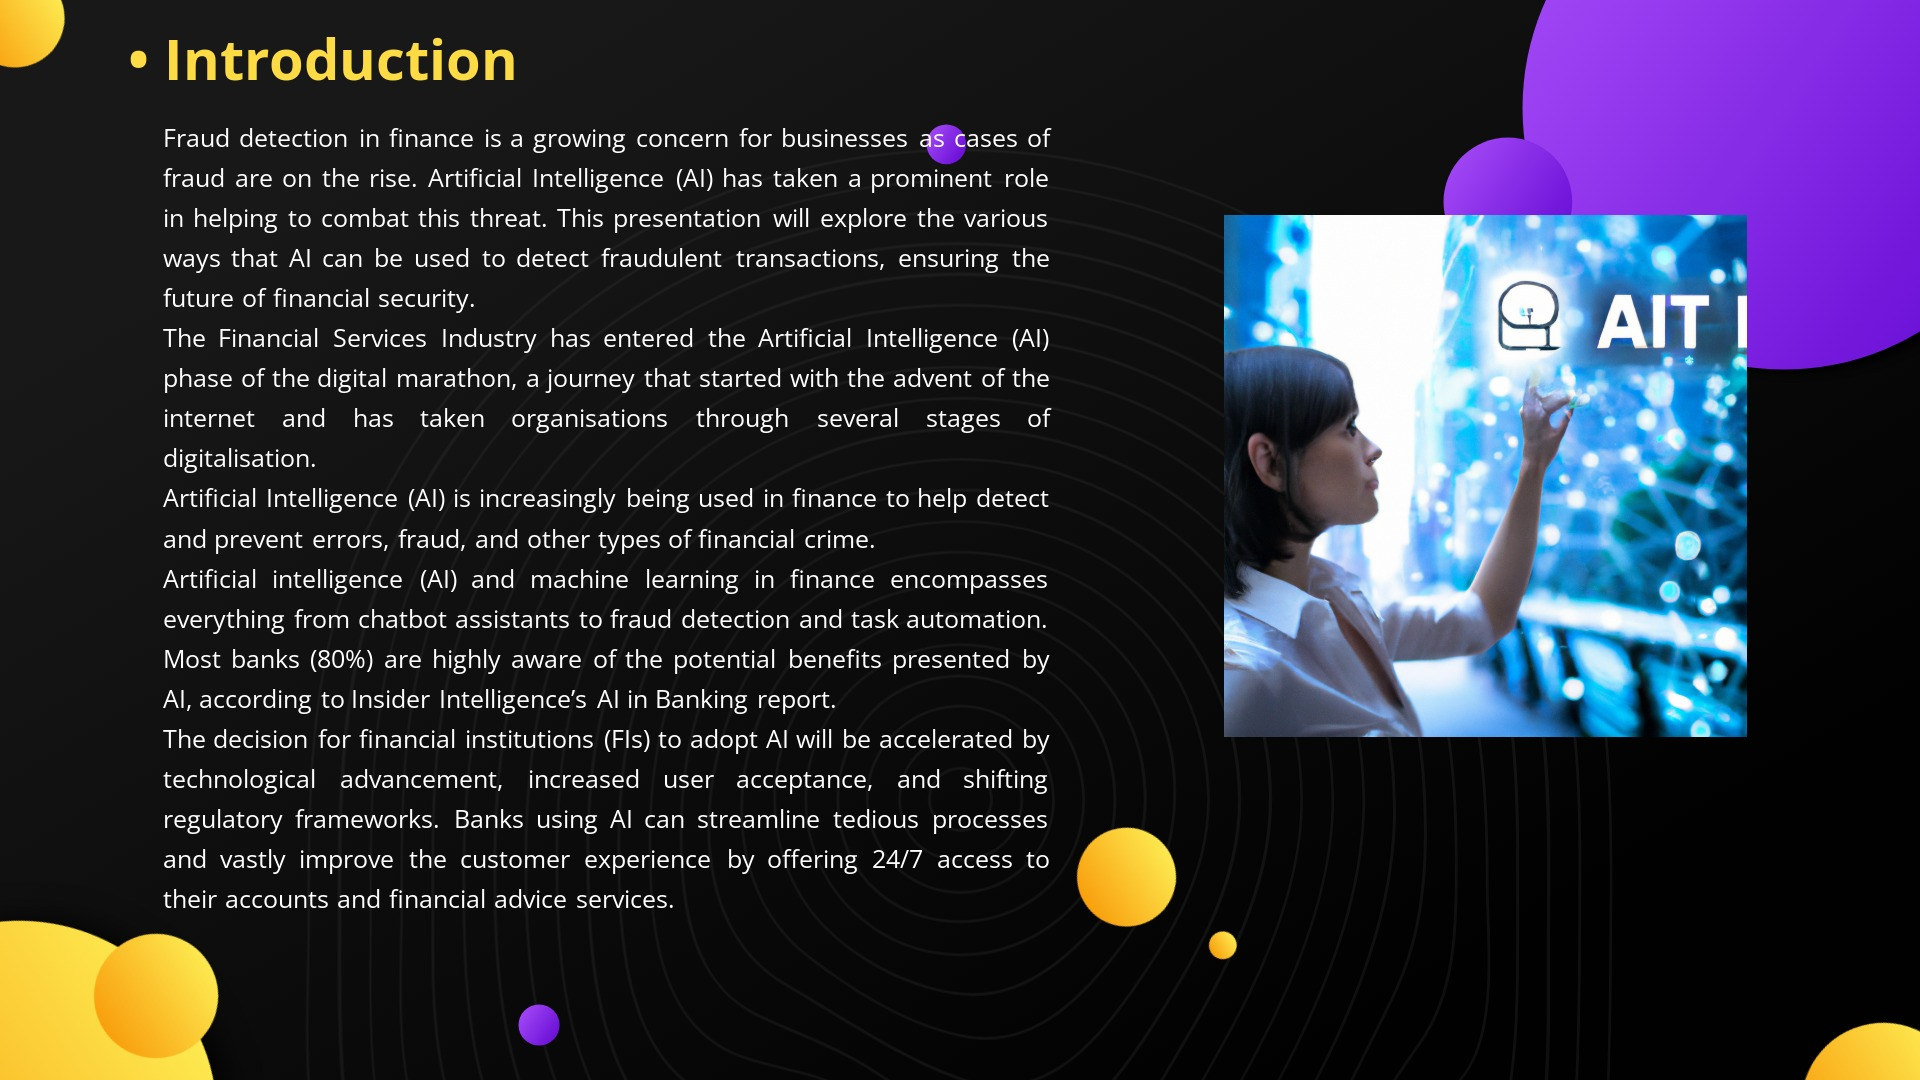 • Introduction
Fraud detection in finance is a growing concern for businesses as cases of
fraud are on the rise. Artificial Intelligence (AI) has taken a prominent role
in helping to combat this threat. This presentation will explore the various
ways that AI can be used to detect fraudulent transactions, ensuring the
future of financial security.
The Financial Services Industry has entered the Artificial Intelligence (AI)
phase of the digital marathon, a journey that started with the advent of the
internet and has taken organisations through several stages of
digitalisation.
Artificial Intelligence (AI) is increasingly being used in finance to help detect
and prevent errors, fraud, and other types of financial crime.
Artificial intelligence (AI) and machine learning in finance encompasses
everything from chatbot assistants to fraud detection and task automation.
Most banks (80%) are highly aware of the potential benefits presented by
AI, according to Insider Intelligence’s AI in Banking report.
The decision for financial institutions (FIs) to adopt AI will be accelerated by
technological advancement, increased user acceptance, and shifting
regulatory frameworks. Banks using AI can streamline tedious processes
and vastly improve the customer experience by offering 24/7 access to
their accounts and financial advice services.
AIT